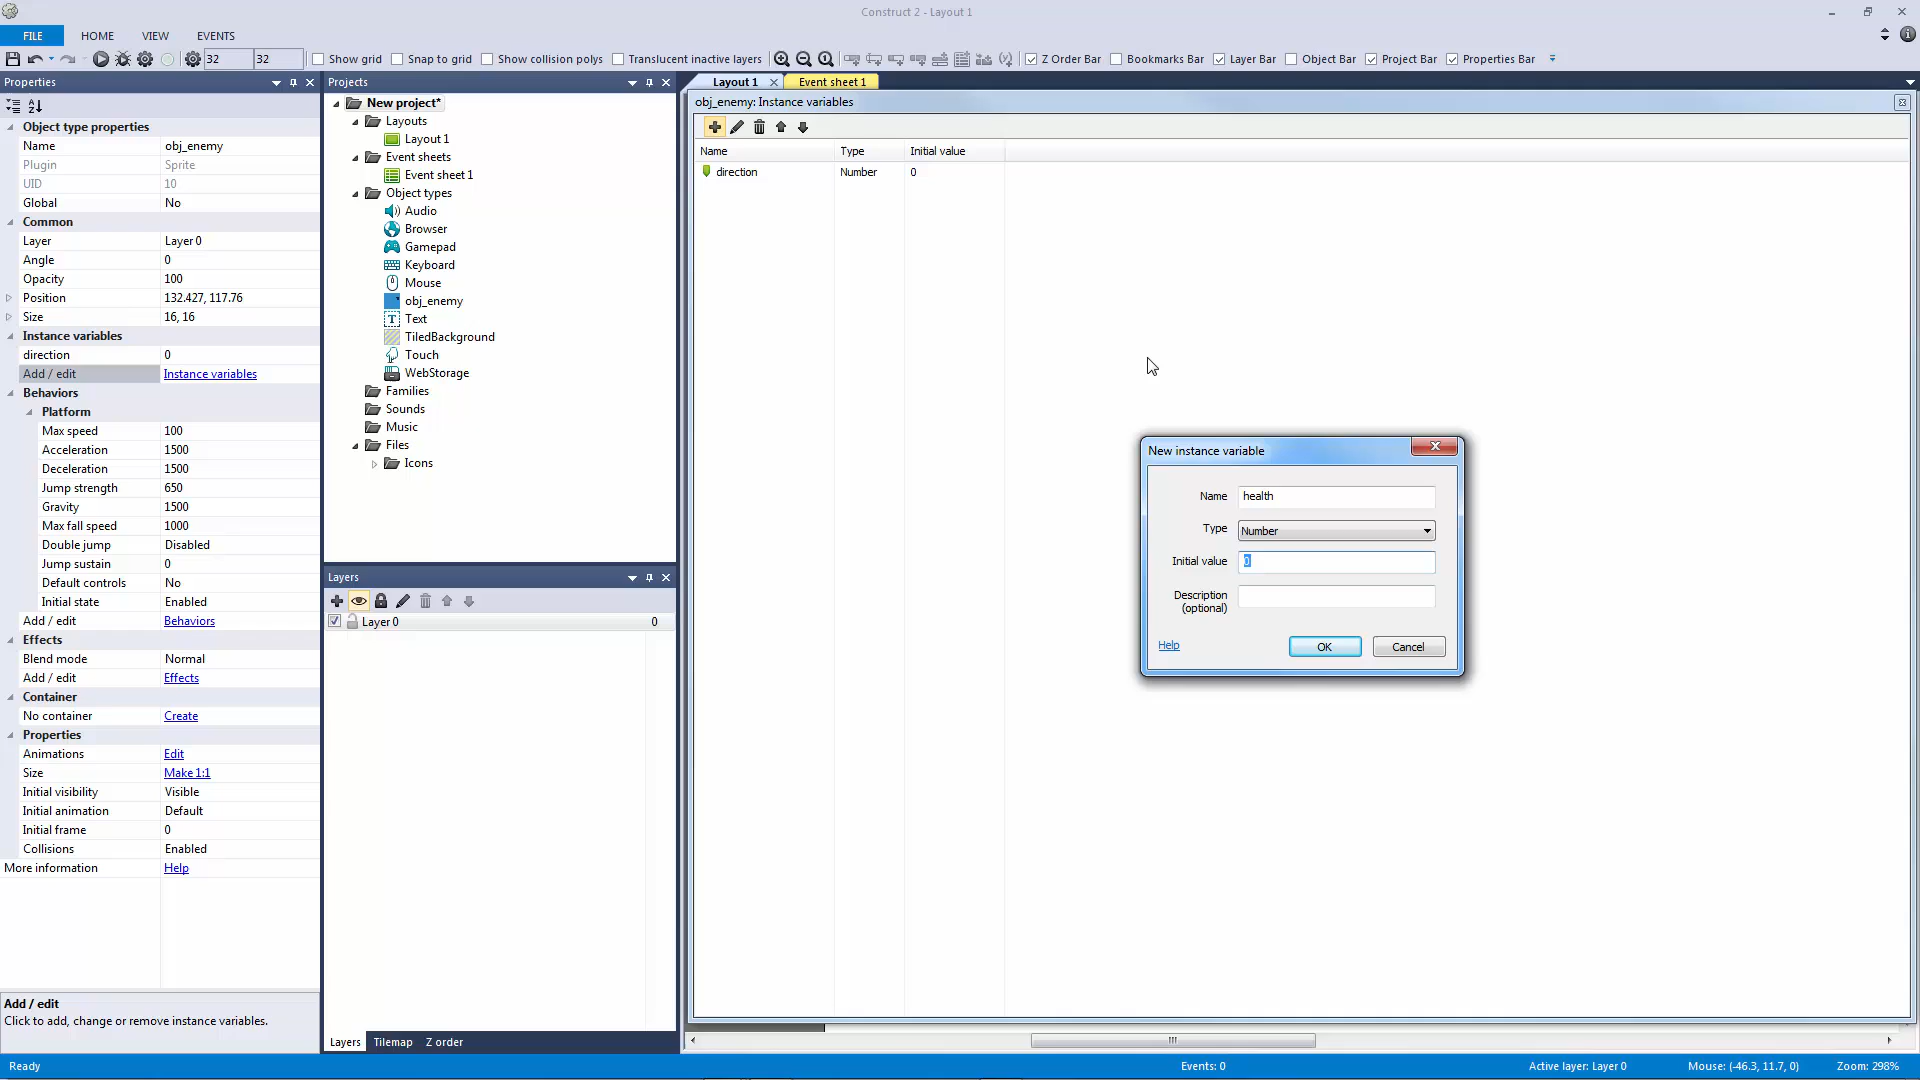 Construct 2 - Layout 1
FILE HOME VIEW EVENTS
32 32 Show grid Snap to grid Show collision polys Translucent inactive layers Z Order Bar Bookmarks Bar Layer Bar Object Bar Project Bar Properties Bar
Properties
Object type properties
Name obj_enemy
Plugin Sprite
UID 10
Global No
Common
Layer Layer 0
Angle 0
Opacity 100
Position 132.427, 117.76
Size 16, 16
Instance variables
direction 0
Add / edit Instance variables
Behaviors
Platform
Max speed 100
Acceleration 1500
Deceleration 1500
Jump strength 650
Gravity 1500
Max fall speed 1000
Double jump Disabled
Jump sustain 0
Default controls No
Initial state Enabled
Add / edit Behaviors
Effects
Blend mode Normal
Add / edit Effects
Container
No container Create
Properties
Animations Edit
Size Make 1:1
Initial visibility Visible
Initial animation Default
Initial frame 0
Collisions Enabled
More information Help
Add / edit
Click to add, change or remove instance variables.
Projects
New project*
Layouts
Layout 1
Event sheets
Event sheet 1
Object types
Audio
Browser
Gamepad
Keyboard
Mouse
obj_enemy
Text
TiledBackground
Touch
WebStorage
Families
Sounds
Music
Files
Icons
Layers
Layer 0 0
Layers Tilemap Z order
Layout 1 Event sheet 1
obj_enemy: Instance variables
Name Type Initial value
direction Number 0
New instance variable
Name health
Type Number
Initial value 0
Description
(optional)
Help OK Cancel
Ready Events: 0 Active layer: Layer 0 Mouse: (-46.3, 11.7, 0) Zoom: 298%